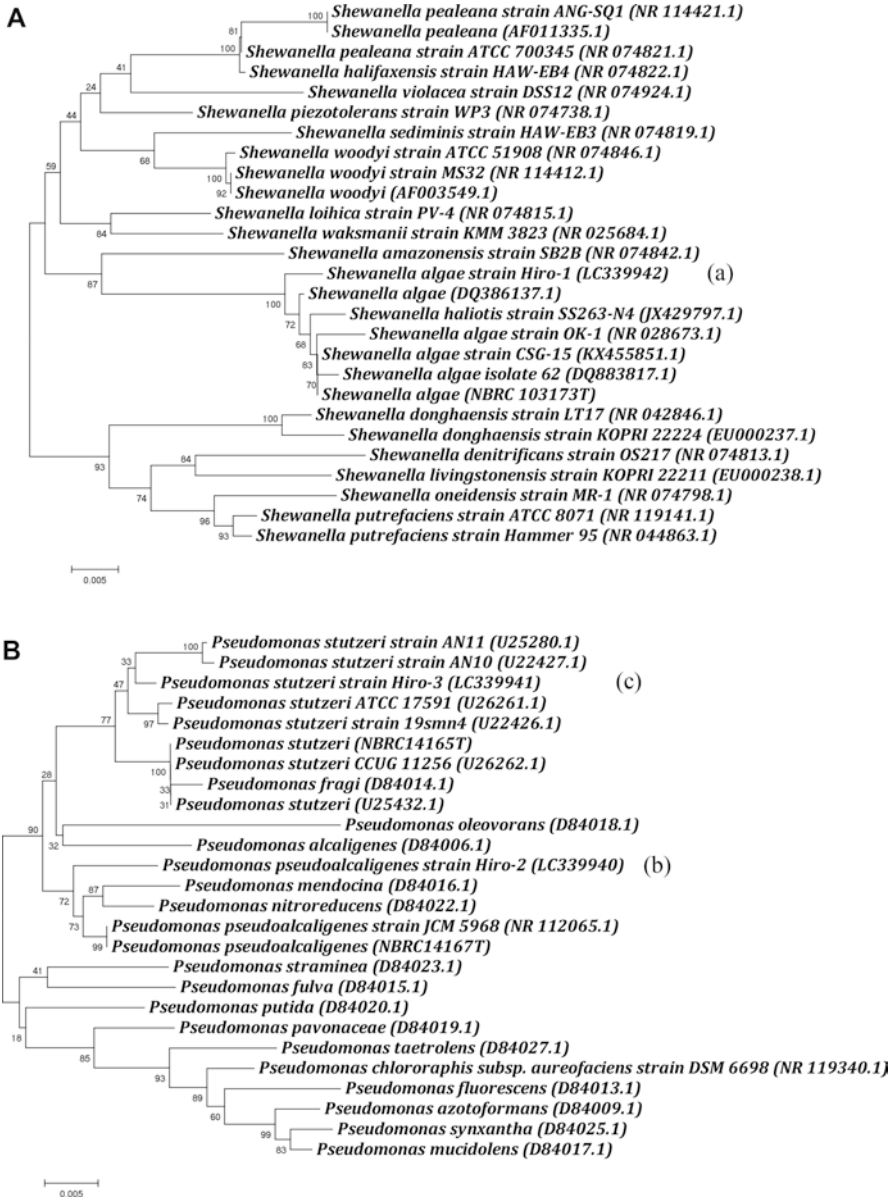 A
100
Shewanella pealeana strain ANG-SQ1 (NR 114421.1)
81
Shewanella pealeana (AF011335.1)
100
Shewanella pealeana strain ATCC 700345 (NR 074821.1)
41
Shewanella halifaxensis strain HAW-EB4 (NR 074822.1)
24
Shewanella violacea strain DSS12 (NR 074924.1)
44
Shewanella piezotolerans strain WP3 (NR 074738.1)
Shewanella sediminis strain HAW-EB3 (NR 074819.1)
68
Shewanella woodyi strain ATCC 51908 (NR 074846.1)
59
100
Shewanella woodyi strain MS32 (NR 114412.1)
92
Shewanella woodyi (AF003549.1)
Shewanella loihica strain PV-4 (NR 074815.1)
84
Shewanella waksmanii strain KMM 3823 (NR 025684.1)
Shewanella amazonensis strain SB2B (NR 074842.1)
87
Shewanella algae strain Hiro-1 (LC339942) (a)
100
Shewanella algae (DQ386137.1)
72
Shewanella haliotis strain SS263-N4 (JX429797.1)
68
Shewanella algae strain OK-1 (NR 028673.1)
83
Shewanella algae strain CSG-15 (KX455851.1)
Shewanella algae isolate 62 (DQ883817.1)
70
Shewanella algae (NBRC 103173T)
100
Shewanella donghaensis strain LT17 (NR 042846.1)
Shewanella donghaensis strain KOPRI 22224 (EU000237.1)
93
84
Shewanella denitrificans strain OS217 (NR 074813.1)
Shewanella livingstonensis strain KOPRI 22211 (EU000238.1)
74
Shewanella oneidensis strain MR-1 (NR 074798.1)
96
Shewanella putrefaciens strain ATCC 8071 (NR 119141.1)
93
Shewanella putrefaciens strain Hammer 95 (NR 044863.1)
0.005
B
100
Pseudomonas stutzeri strain AN11 (U25280.1)
33
Pseudomonas stutzeri strain AN10 (U22427.1)
47
Pseudomonas stutzeri strain Hiro-3 (LC339941) (c)
Pseudomonas stutzeri ATCC 17591 (U26261.1)
77
97
Pseudomonas stutzeri strain 19smn4 (U22426.1)
Pseudomonas stutzeri (NBRC14165T)
100
Pseudomonas stutzeri CCUG 11256 (U26262.1)
28
33
Pseudomonas fragi (D84014.1)
31
Pseudomonas stutzeri (U25432.1)
Pseudomonas oleovorans (D84018.1)
90
32
Pseudomonas alcaligenes (D84006.1)
Pseudomonas pseudoalcaligenes strain Hiro-2 (LC339940) (b)
72
87
Pseudomonas mendocina (D84016.1)
Pseudomonas nitroreducens (D84022.1)
73
Pseudomonas pseudoalcaligenes strain JCM 5968 (NR 112065.1)
99
Pseudomonas pseudoalcaligenes (NBRC14167T)
41
Pseudomonas straminea (D84023.1)
Pseudomonas fulva (D84015.1)
Pseudomonas putida (D84020.1)
18
Pseudomonas pavonaceae (D84019.1)
85
Pseudomonas taetrolens (D84027.1)
93
Pseudomonas chlororaphis subsp. aureofaciens strain DSM 6698 (NR 119340.1)
89
Pseudomonas fluorescens (D84013.1)
60
Pseudomonas azotoformans (D84009.1)
99
Pseudomonas synxantha (D84025.1)
83
Pseudomonas mucidolens (D84017.1)
0.005